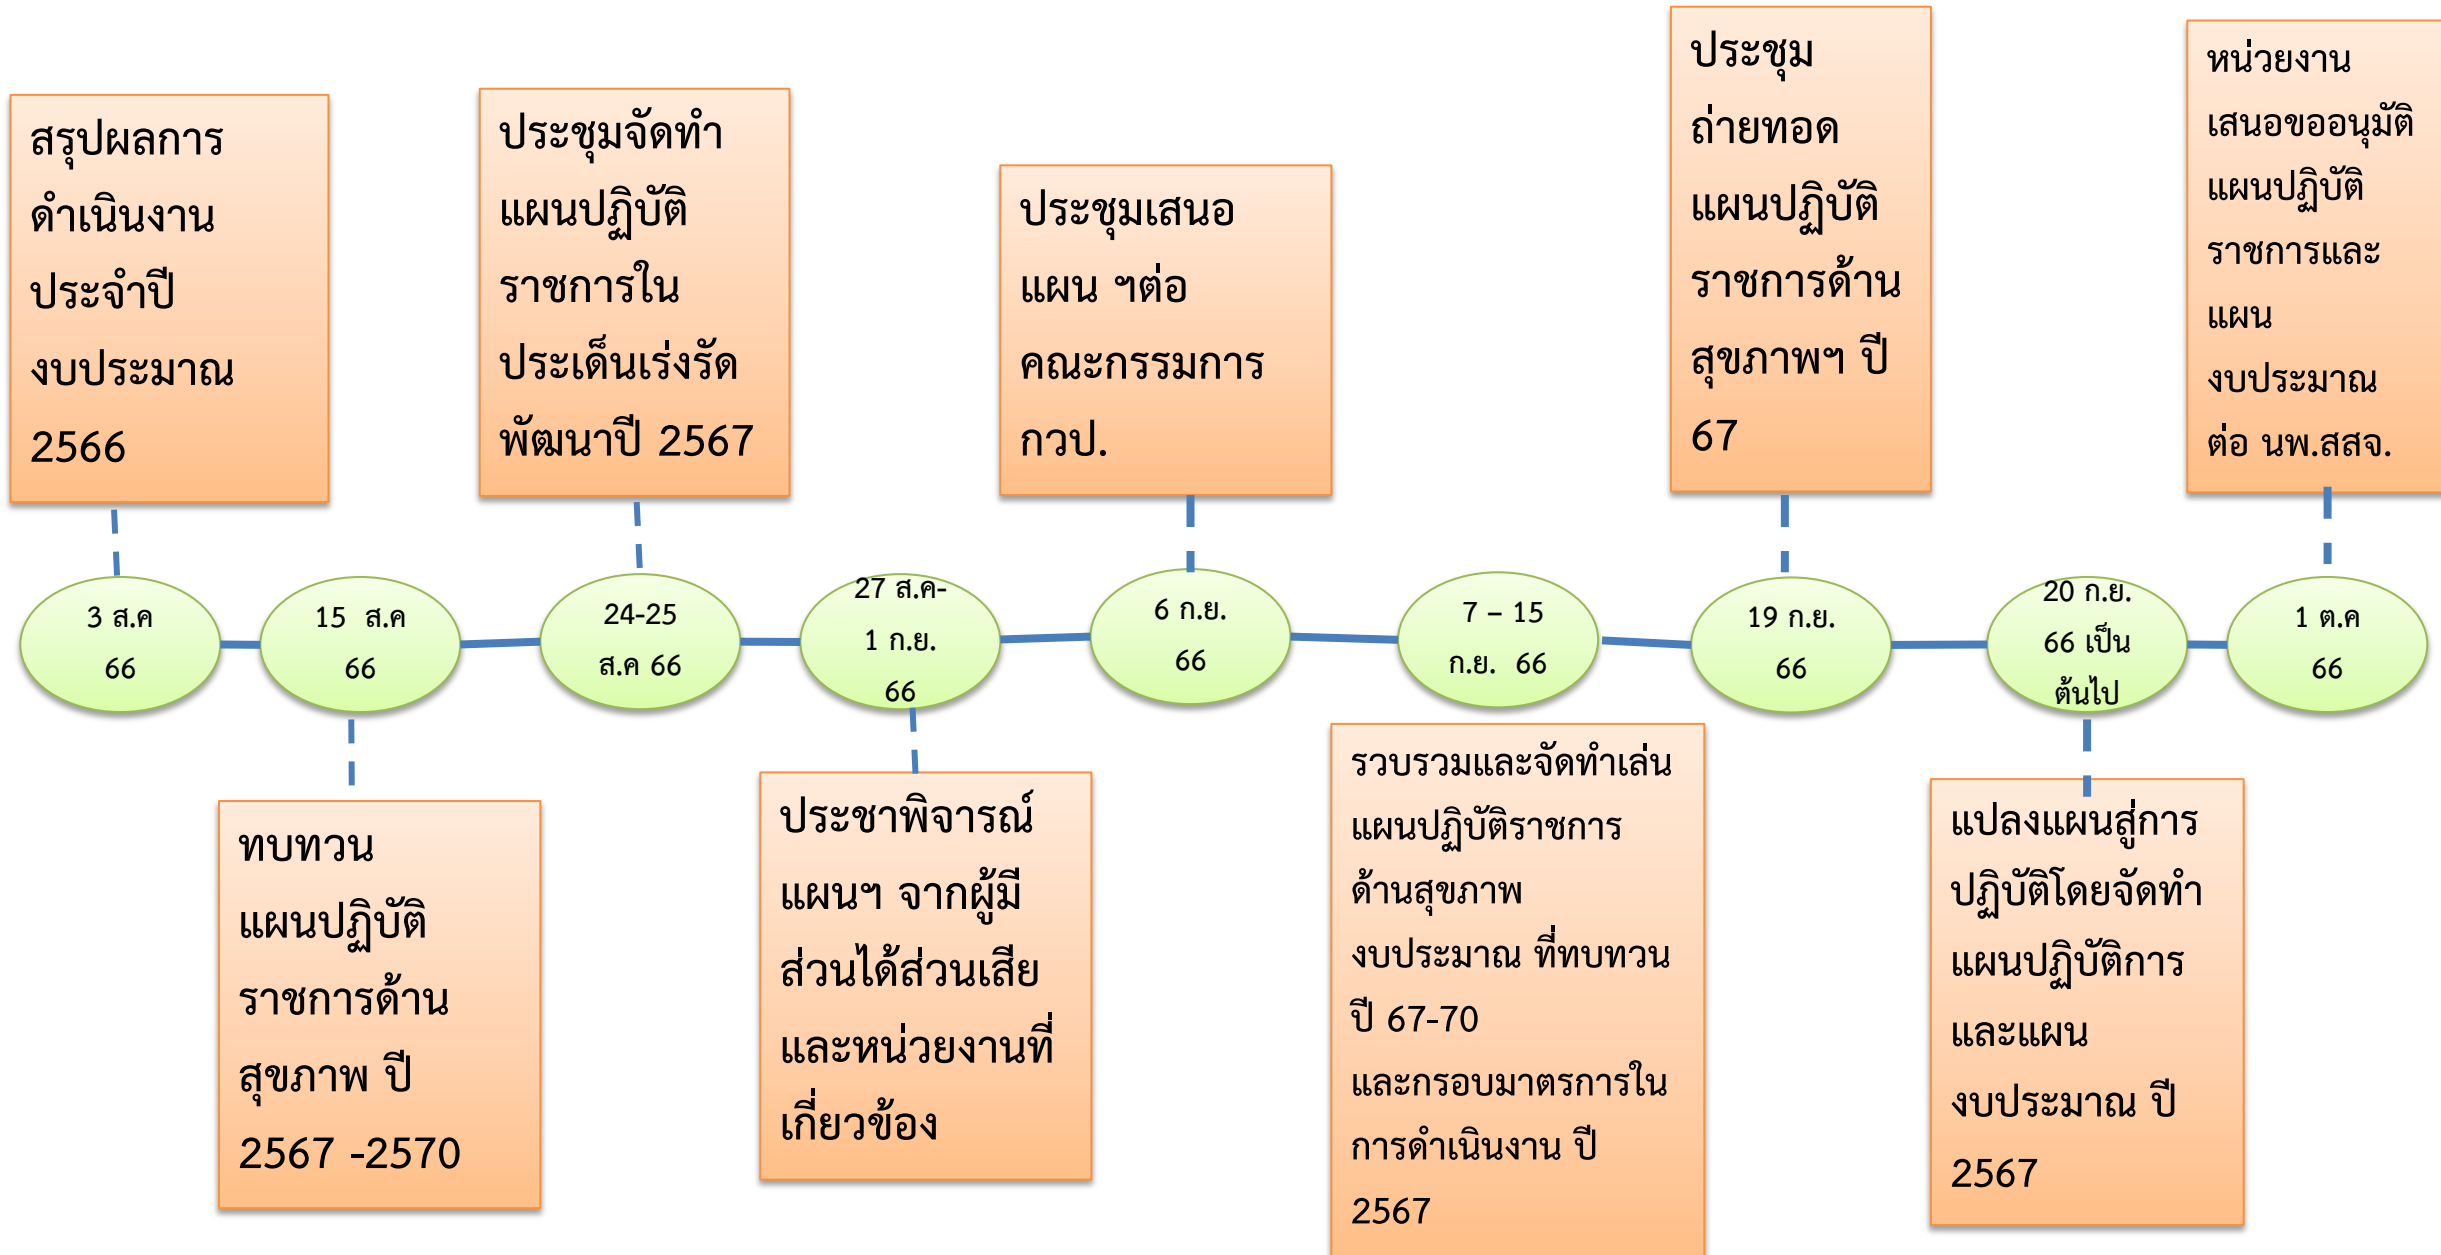 สรุปผลการ
ดำเนินงาน
ประจำปี
งบประมาณ
2566
ประชุมจัดทำ
แผนปฏิบัติ
ราชการใน
ประเด็นเร่งรัด
พัฒนาปี 2567
ประชุมเสนอ
แผน ฯต่อ
คณะกรรมการ
กวป.
ประชุม
ถ่ายทอด
แผนปฏิบัติ
ราชการด้าน
สุขภาพฯ ปี
67
หน่วยงาน
เสนอขออนุมัติ
แผนปฏิบัติ
ราชการและ
แผน
งบประมาณ
ต่อ นพ.สสจ.
3 ส.ค
66
15 ส.ค
66
24-25
ส.ค 66
27 ส.ค-
1 ก.ย.
66
6 ก.ย.
66
7 – 15
ก.ย. 66
19 ก.ย.
66
20 ก.ย.
66 เป็น
ต้นไป
1 ต.ค
66
ทบทวน
แผนปฏิบัติ
ราชการด้าน
สุขภาพ ปี
2567 -2570
ประชาพิจารณ์
แผนฯ จากผู้มี
ส่วนได้ส่วนเสีย
และหน่วยงานที่
เกี่ยวข้อง
รวบรวมและจัดทำเล่น
แผนปฏิบัติราชการ
ด้านสุขภาพ
งบประมาณ ที่ทบทวน
ปี 67-70
และกรอบมาตรการใน
การดำเนินงาน ปี
2567
แปลงแผนสู่การ
ปฏิบัติโดยจัดทำ
แผนปฏิบัติการ
และแผน
งบประมาณ ปี
2567